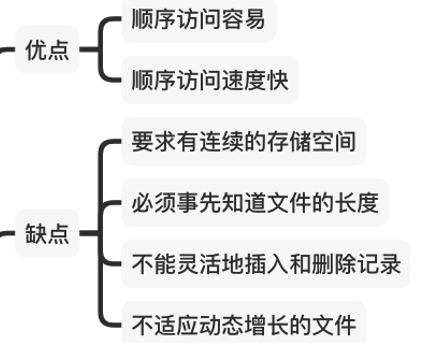 优点
顺序访问容易
顺序访问速度快
缺点
要求有连续的存储空间
必须事先知道文件的长度
不能灵活地插入和删除记录
不适应动态增长的文件